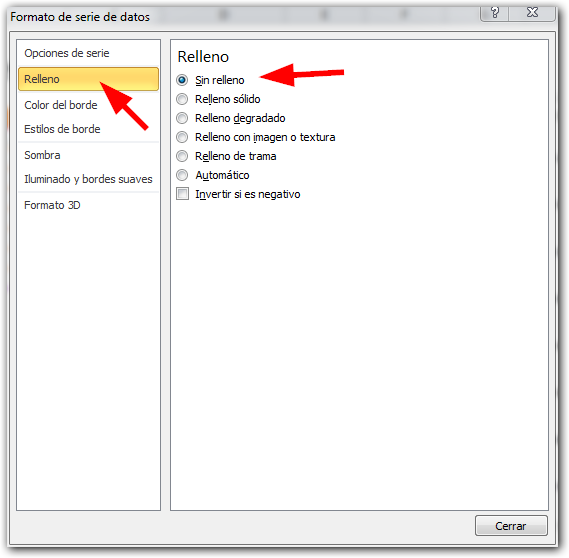 Formato de serie de datos
Opciones de serie
Relleno
Color del borde
Estilos de borde
Sombra
Iluminado y bordes suaves
Formato 3D
Relleno
Sin relleno
Relleno sólido
Relleno degradado
Relleno con imagen o textura
Relleno de trama
Automático
Invertir si es negativo
Cerrar